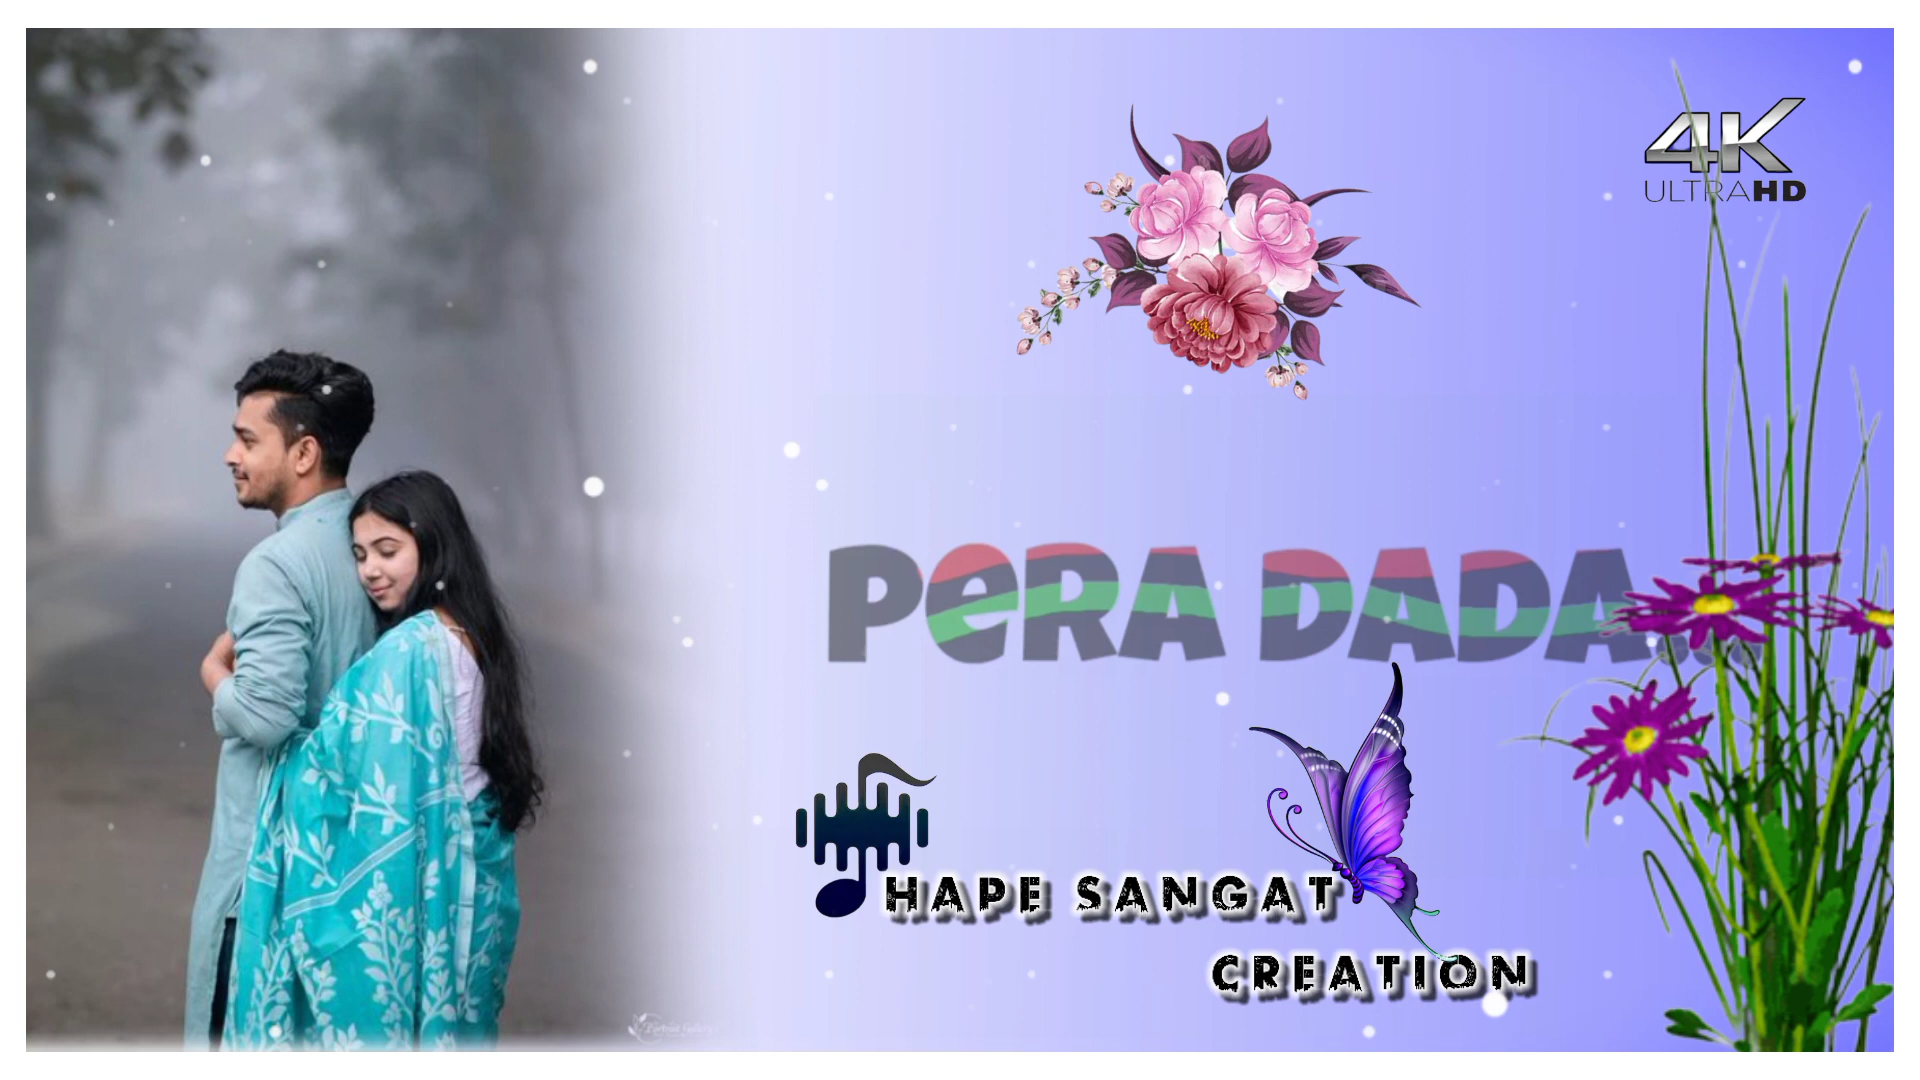 4K
ULTRAHD
PeRA DADA...
HAPE SANGAT
CREATION